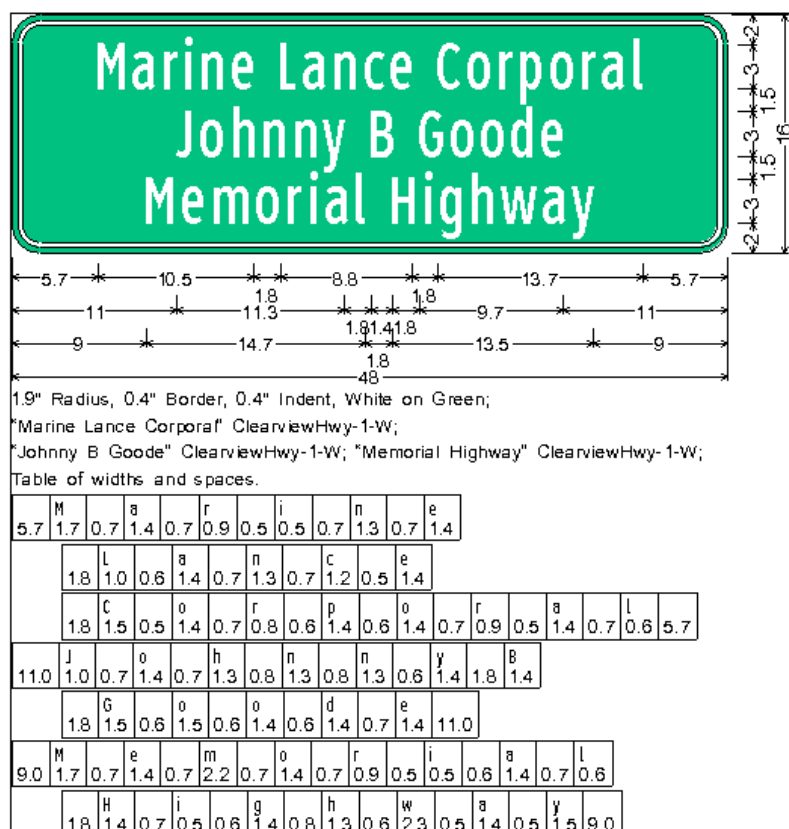 Marine Lance Corporal
Johnny B Goode
Memorial Highway
2
3
1.5
3
1.5
3
2
16
5.7 10.5 1.8 8.8 1.8 13.7 5.7
11 11.3 1.8 1.4 1.8 9.7 11
9 14.7 1.8 13.5 9
48
1.9" Radius, 0.4" Border, 0.4" Indent, White on Green;
"Marine Lance Corporal" ClearviewHwy-1-W;
"Johnny B Goode" ClearviewHwy-1-W; "Memorial Highway" ClearviewHwy-1-W;
Table of widths and spaces.
M a r i n e
5.7 1.7 0.7 1.4 0.7 0.9 0.5 0.5 0.7 1.3 0.7 1.4
L a n c e
1.8 1.0 0.6 1.4 0.7 1.3 0.7 1.2 0.5 1.4
C o r p o r a l
1.8 1.5 0.5 1.4 0.7 0.8 0.6 1.4 0.6 1.4 0.7 0.9 0.5 1.4 0.7 0.6 5.7
J o h n n y B
11.0 1.0 0.7 1.4 0.7 1.3 0.8 1.3 0.8 1.3 0.6 1.4 1.8 1.4
G o o d e
1.8 1.5 0.6 1.5 0.6 1.4 0.6 1.4 0.7 1.4 11.0
M e m o r i a l
9.0 1.7 0.7 1.4 0.7 2.2 0.7 1.4 0.7 0.9 0.5 0.5 0.6 1.4 0.7 0.6
H i g h w a y
1.8 1.4 0.7 0.5 0.6 1.4 0.8 1.3 0.6 2.3 0.5 1.4 0.5 1.5 9.0